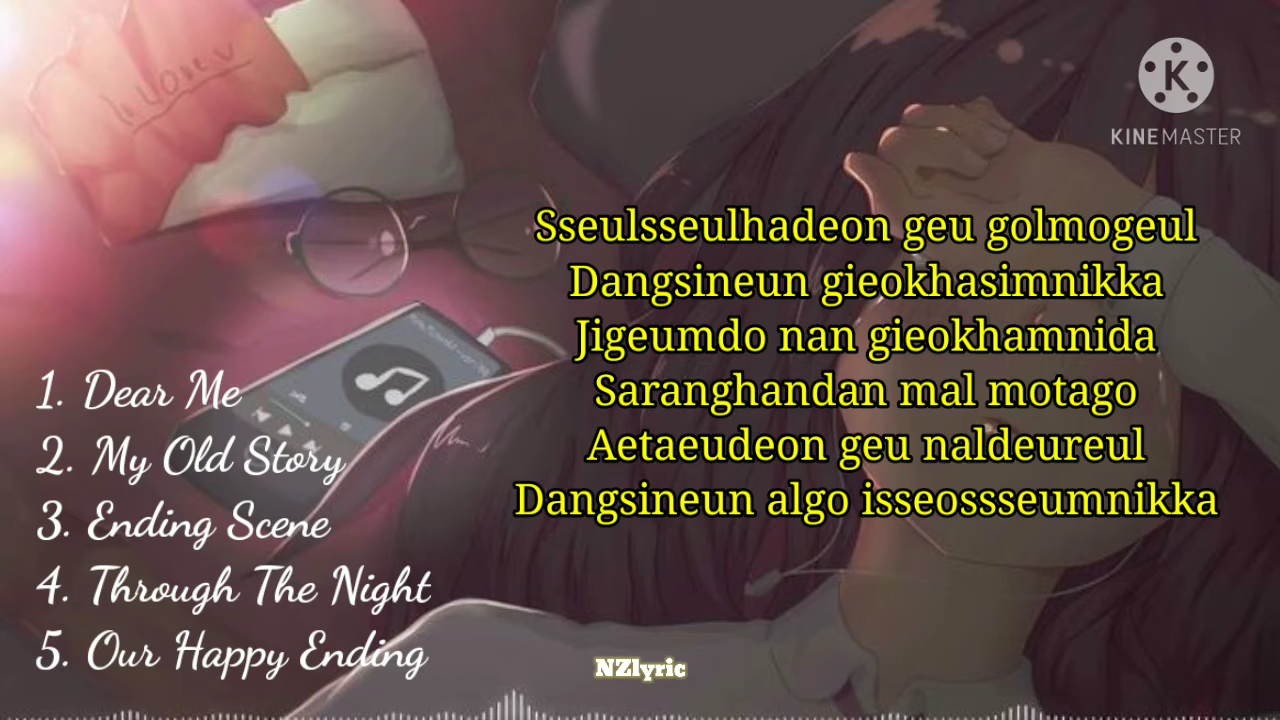 KINEMASTER
Sseulsseulhadeon geu golmogeul
Dangsineun gieokhasimnikka
Jigeumdo nan gieokhamnida
Saranghandan mal motago
Aetaeudeon geu naldeureul
Dangsineun algo isseossseumnikka
1. Dear Me
2. My Old Story
3. Ending Scene
4. Through The Night
5. Our Happy Ending
NZlyric